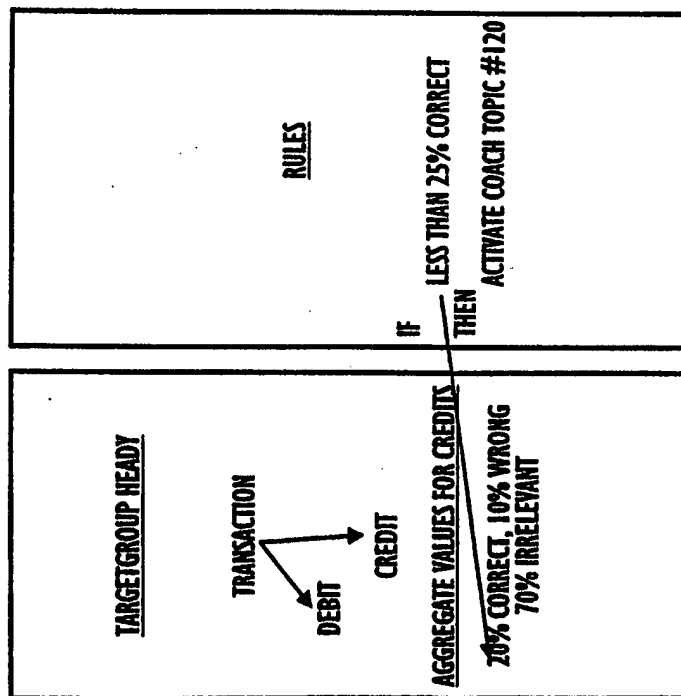 TARGETGROUP HEADY
TRANSACTION
DEBIT
CREDIT
AGGREGATE VALUES FOR CREDITS
20% CORRECT, 10% WRONG
70% IRRELEVANT
RULES
IF
LESS THAN 25% CORRECT
THEN
ACTIVATE COACH TOPIC #120